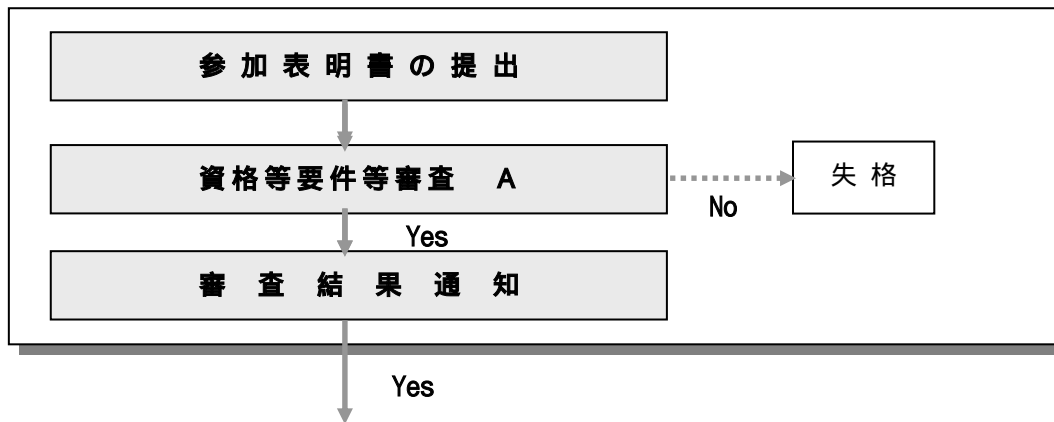 参加表明書の提出
資格等要件等審査 A
失格
No
Yes
審査結果通知
Yes